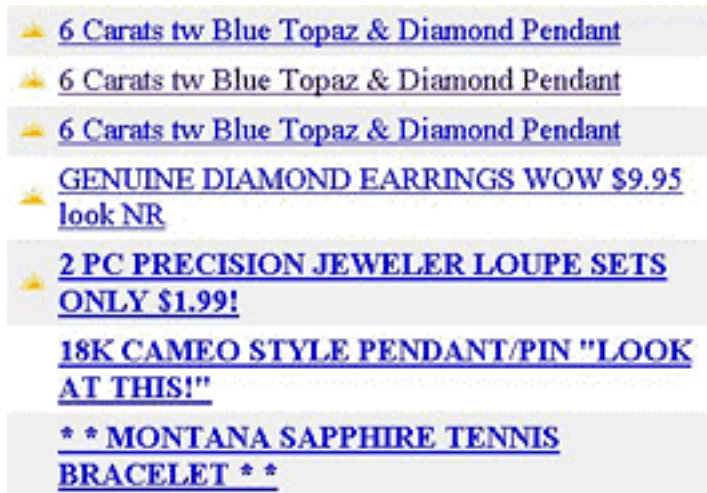 6 Carats tw Blue Topaz & Diamond Pendant
6 Carats tw Blue Topaz & Diamond Pendant
6 Carats tw Blue Topaz & Diamond Pendant
GENUINE DIAMOND EARRINGS WOW $9.95
look NR
2 PC PRECISION JEWELER LOUPE SETS
ONLY $1.99!
18K CAMEO STYLE PENDANT/PIN "LOOK
AT THIS!"
* * MONTANA SAPPHIRE TENNIS
BRACELET * *